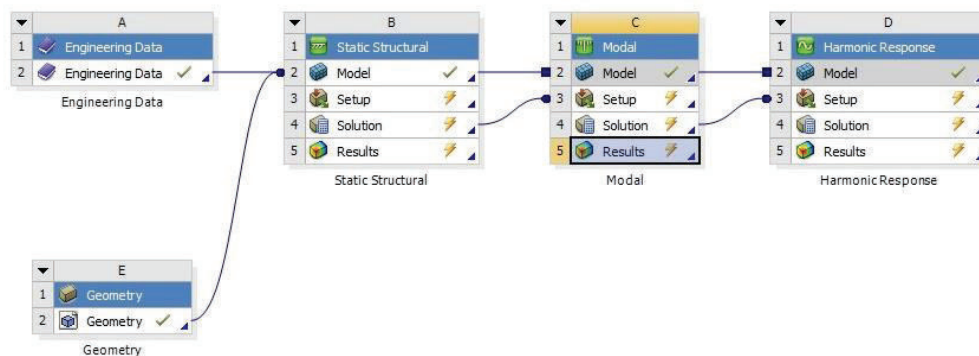 A
1 Engineering Data
2 Engineering Data
Engineering Data
B
1 Static Structural
2 Model
3 Setup
4 Solution
5 Results
Static Structural
C
1 Modal
2 Model
3 Setup
4 Solution
5 Results
Modal
D
1 Harmonic Response
2 Model
3 Setup
4 Solution
5 Results
Harmonic Response
E
1 Geometry
2 Geometry
Geometry